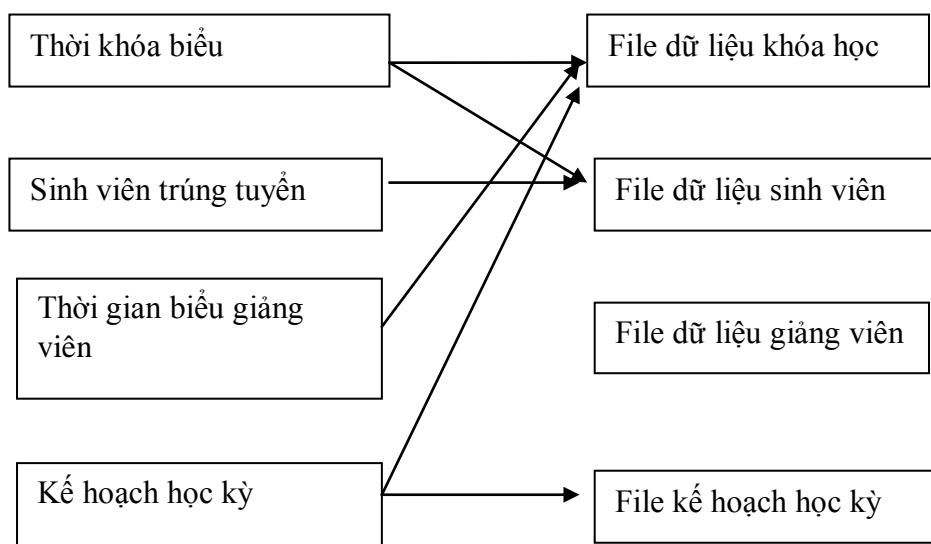 Thời khóa biểu
File dữ liệu khóa học
Sinh viên trúng tuyển
File dữ liệu sinh viên
Thời gian biểu giảng
viên
File dữ liệu giảng viên
Kế hoạch học kỳ
File kế hoạch học kỳ